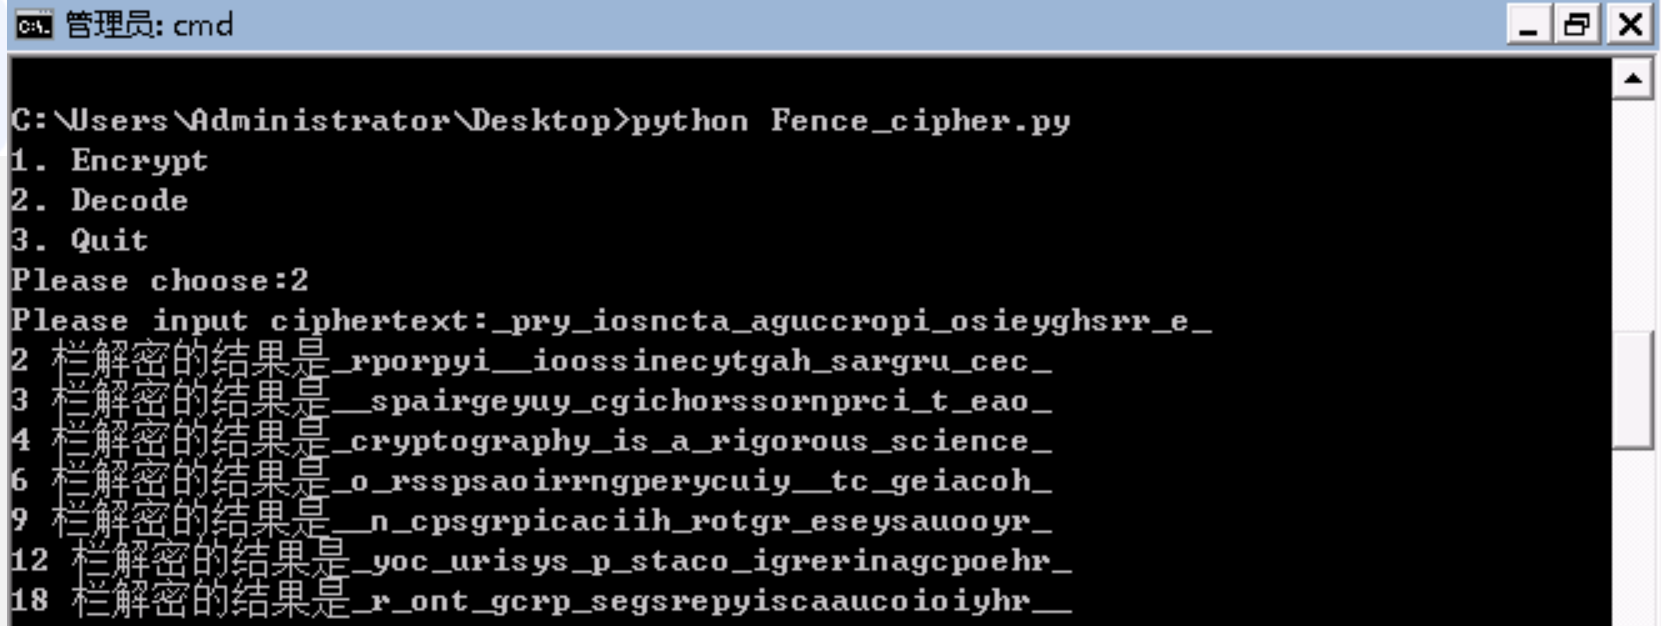 管理员: cmd
C:\Users\Administrator\Desktop>python Fence_cipher.py
1. Encrypt
2. Decode
3. Quit
Please choose:2
Please input ciphertext:_pry_iosncta_aguccropi_osieyghsrr_e_
2 栏解密的结果是_rporpyi__ioossinecytgah_sargru_cec_
3 栏解密的结果是__spairgeyuy_cgichorssornprci_t_eao_
4 栏解密的结果是_cryptography_is_a_rigorous_science_
6 栏解密的结果是_o_rsspsaoirrngperycuiy__tc_geiacoh_
9 栏解密的结果是__n_cpsgrpicaciih_rotgr_eseysauooyr_
12 栏解密的结果是_yoc_urisys_p_staco_igrerinagcpoehr_
18 栏解密的结果是_r_ont_gcrp_segsrepyiscaaucoioiyhr__